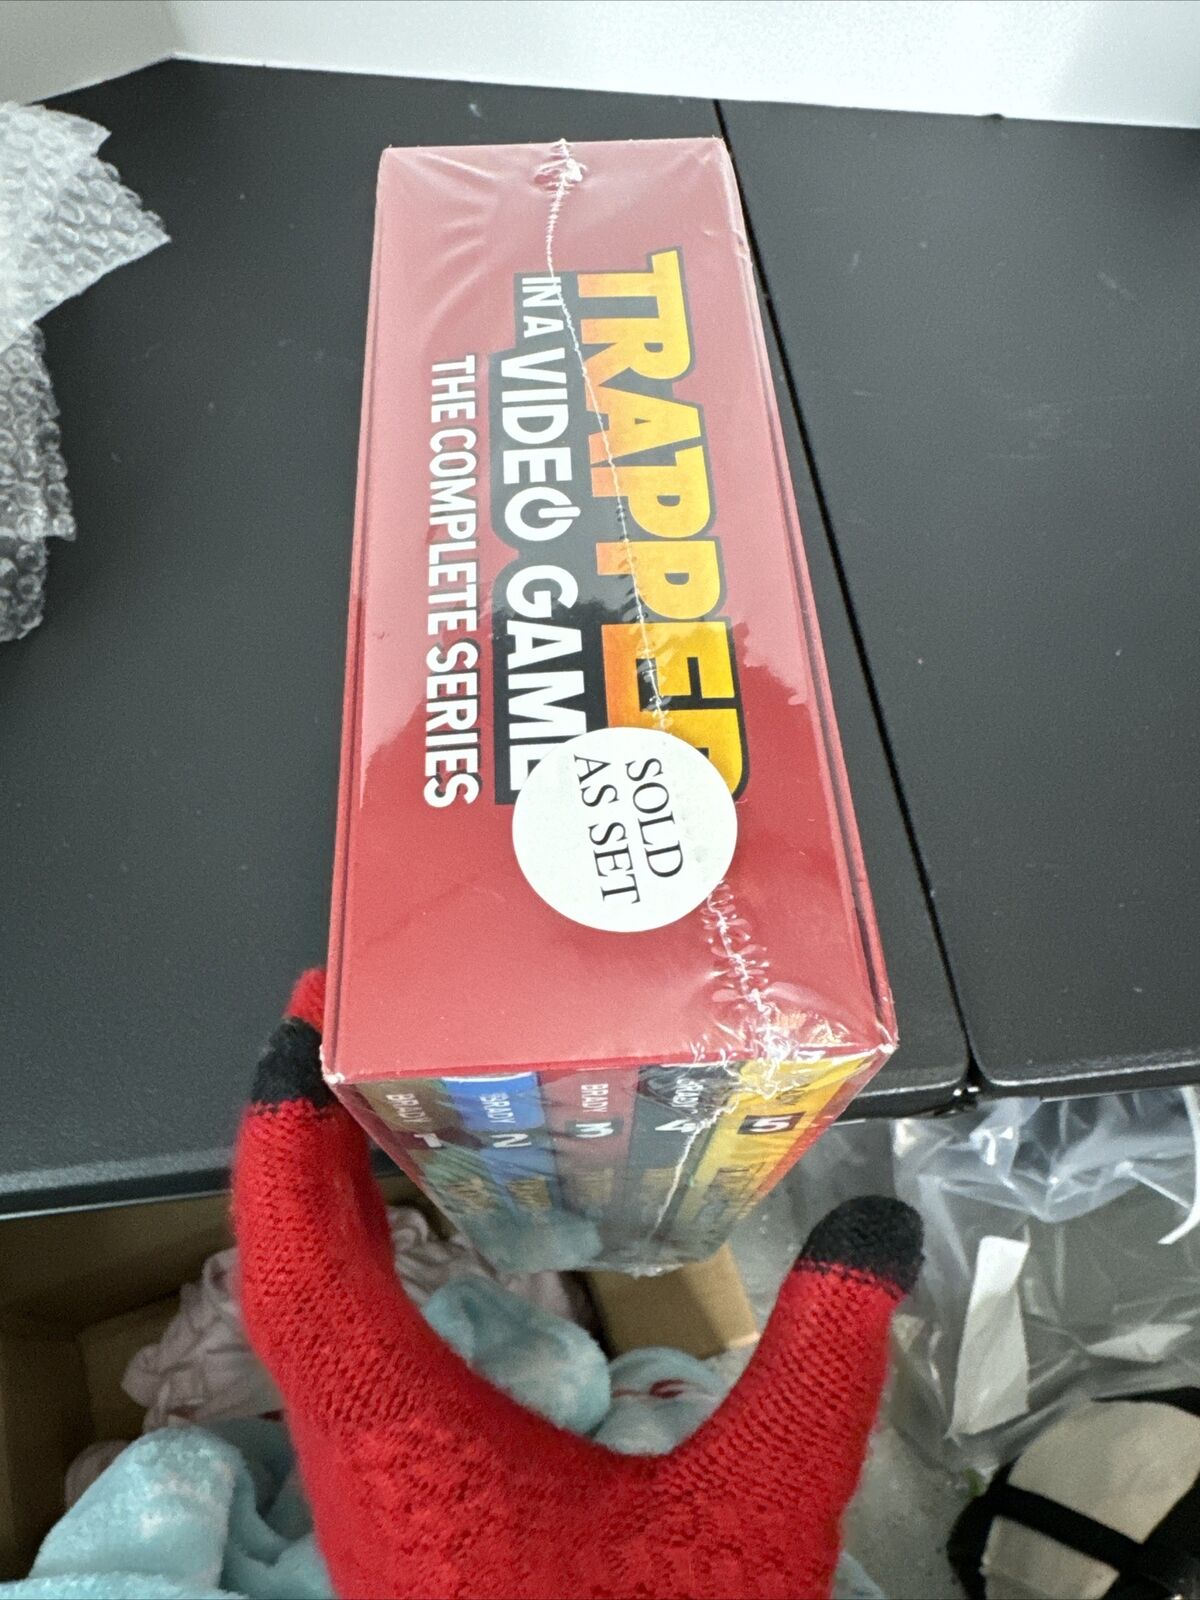 TRAPPED
IN A VIDEO GAME
THE COMPLETE SERIES
SOLD
AS SET
BRADY 1
BRADY 2
BRADY 3
BRADY 4
5